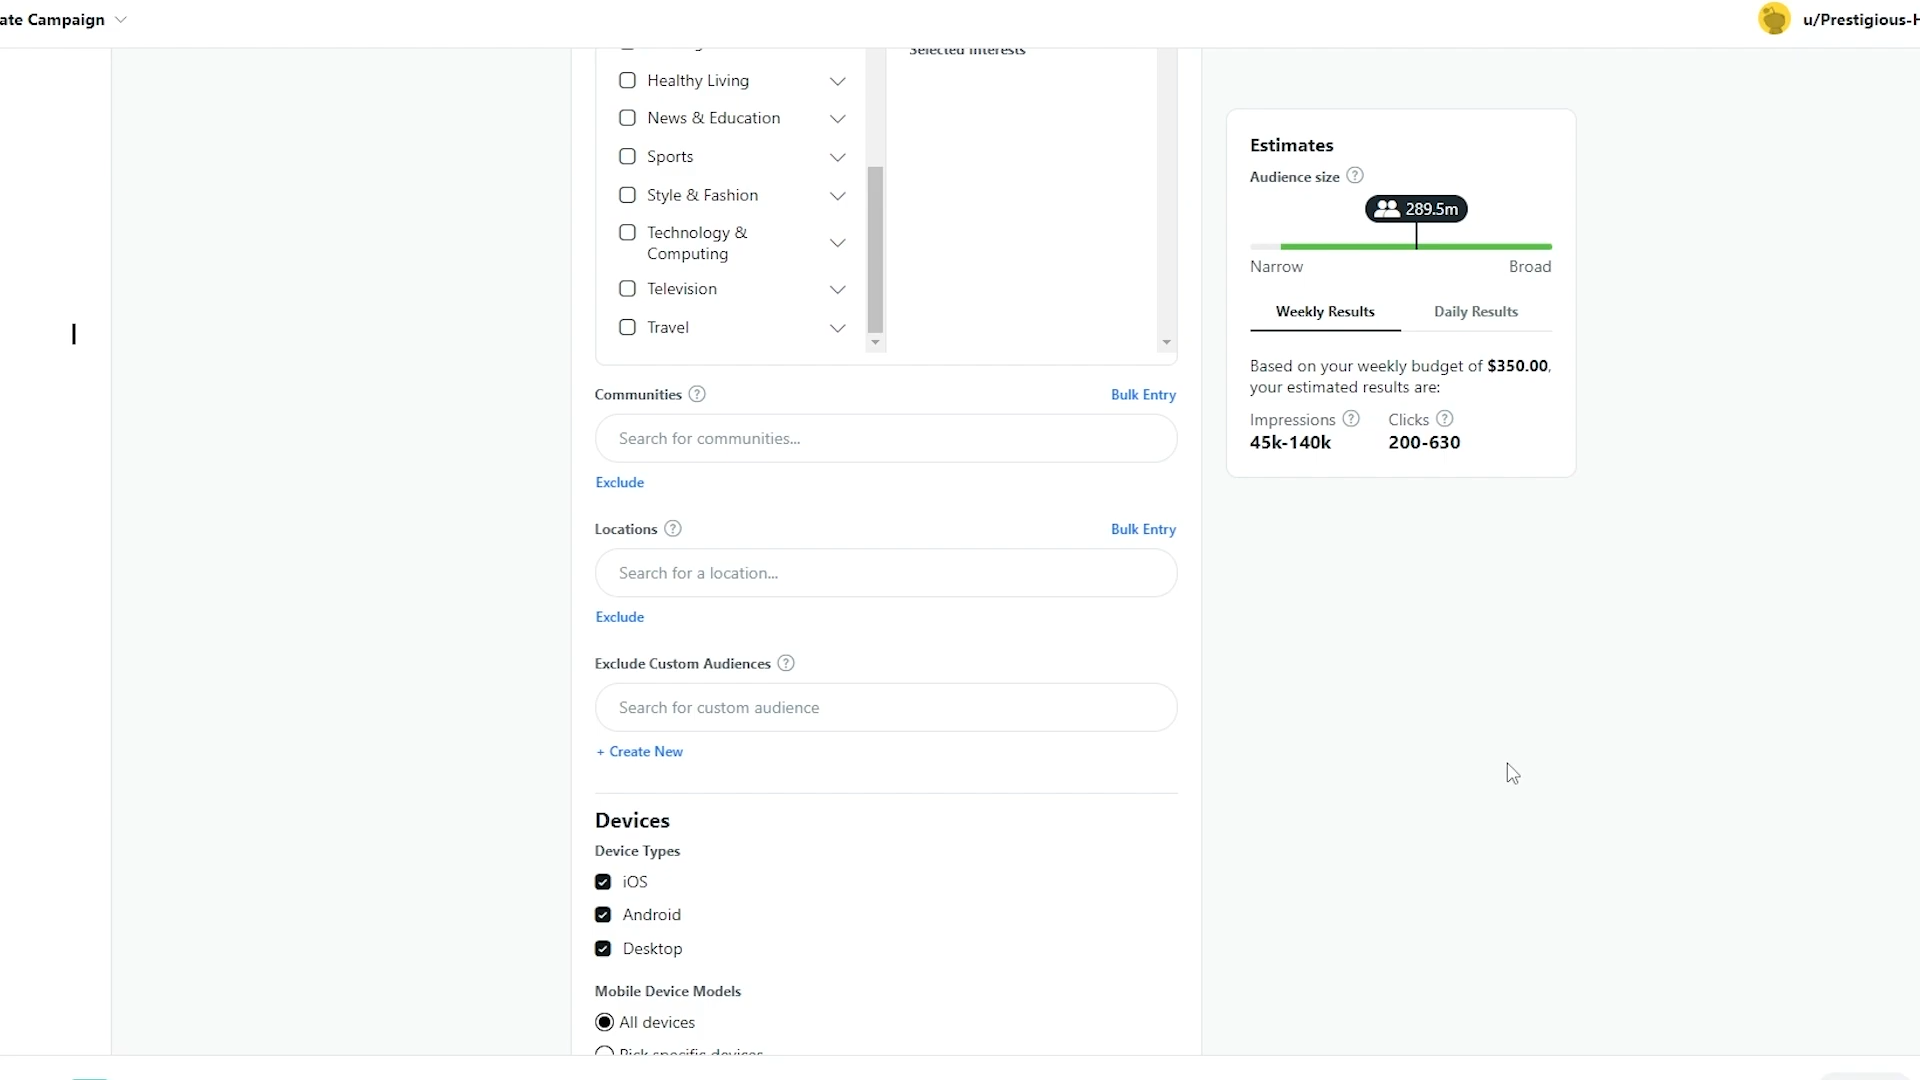 ate Campaign
u/Prestigious-H
Selected Interests
Healthy Living
News & Education
Sports
Style & Fashion
Technology &
Computing
Television
Travel
Communities ?
Bulk Entry
Search for communities...
Exclude
Locations ?
Bulk Entry
Search for a location...
Exclude
Exclude Custom Audiences ?
Search for custom audience
+ Create New
Devices
Device Types
iOS
Android
Desktop
Mobile Device Models
All devices
Pick specific devices
Estimates
Audience size ?
289.5m
Narrow
Broad
Weekly Results
Daily Results
Based on your weekly budget of $350.00,
your estimated results are:
Impressions ?
Clicks ?
45k-140k
200-630